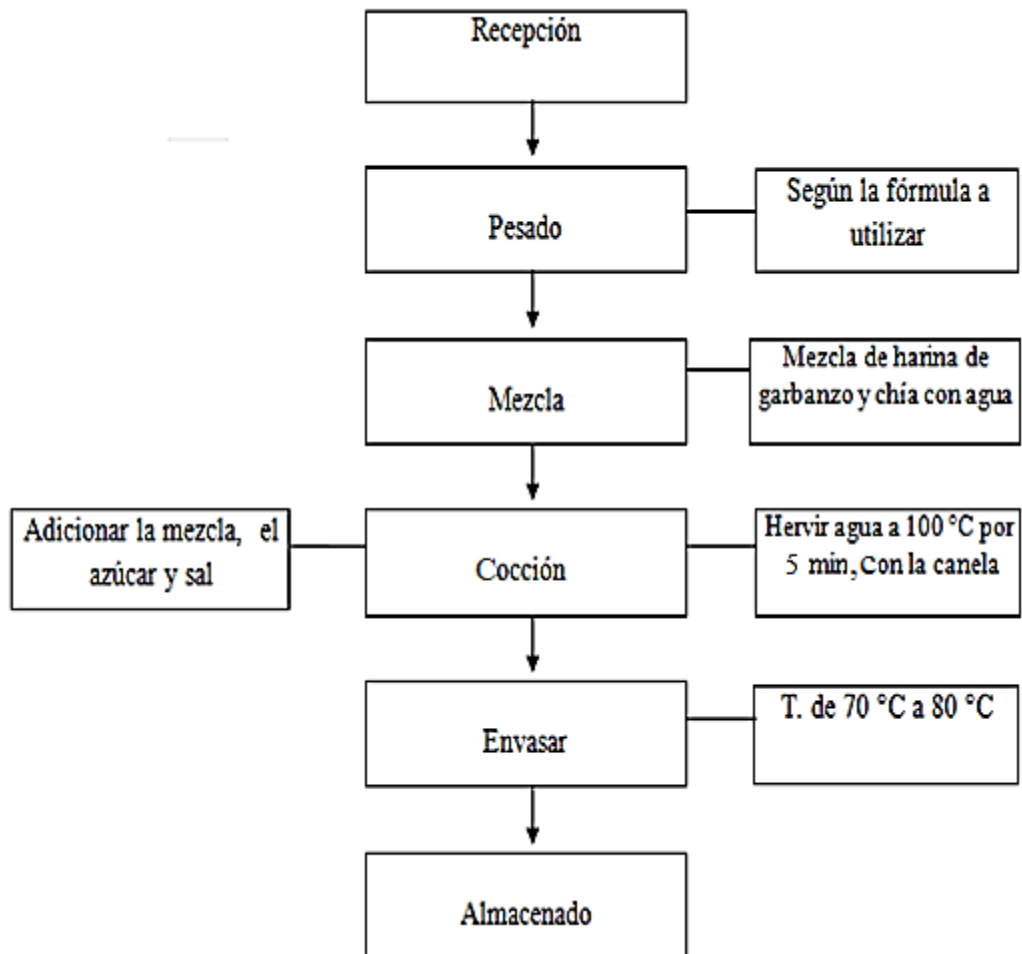 Recepción
Pesado
Según la fórmula a
utilizar
Mezcla
Mezcla de harina de
garbanzo y chía con agua
Adicionar la mezcla, el
azúcar y sal
Cocción
Hervir agua a 100 °C por
5 min, Con la canela
Envasar
T. de 70 °C a 80 °C
Almacenado